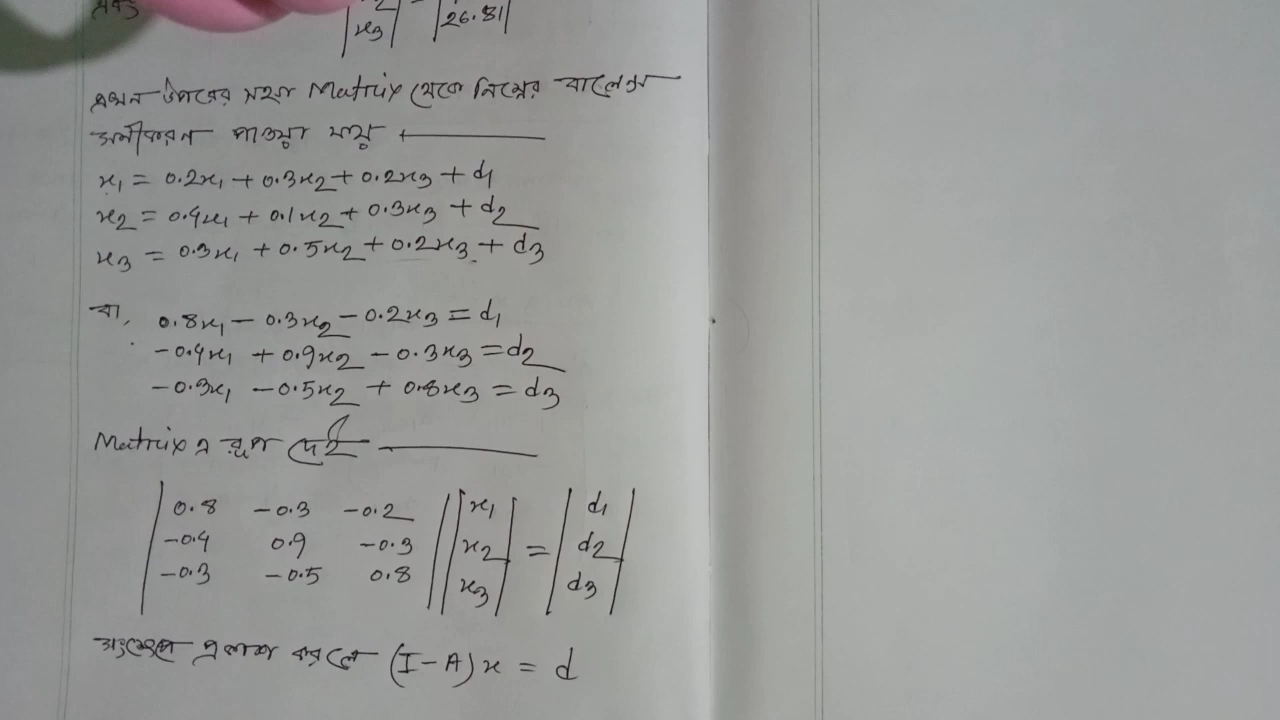 এবং
x3 26.81
এখন উপরের সহগ Matrix থেকে নিম্নের ব্যালেন্স
সমীকরণ পাওয়া যায়
x1 = 0.2x1 + 0.3x2 + 0.2x3 + d1
x2 = 0.4x1 + 0.1x2 + 0.3x3 + d2
x3 = 0.3x1 + 0.5x2 + 0.2x3 + d3
বা, 0.8x1 - 0.3x2 - 0.2x3 = d1
-0.4x1 + 0.9x2 - 0.3x3 = d2
-0.3x1 - 0.5x2 + 0.8x3 = d3
Matrix এ রূপ দেই
| 0.8 -0.3 -0.2 | | x1 | | d1 |
| -0.4 0.9 -0.3 | | x2 | = | d2 |
| -0.3 -0.5 0.8 | | x3 | | d3 |
সংক্ষেপে প্রকাশ করলে (I-A)x = d